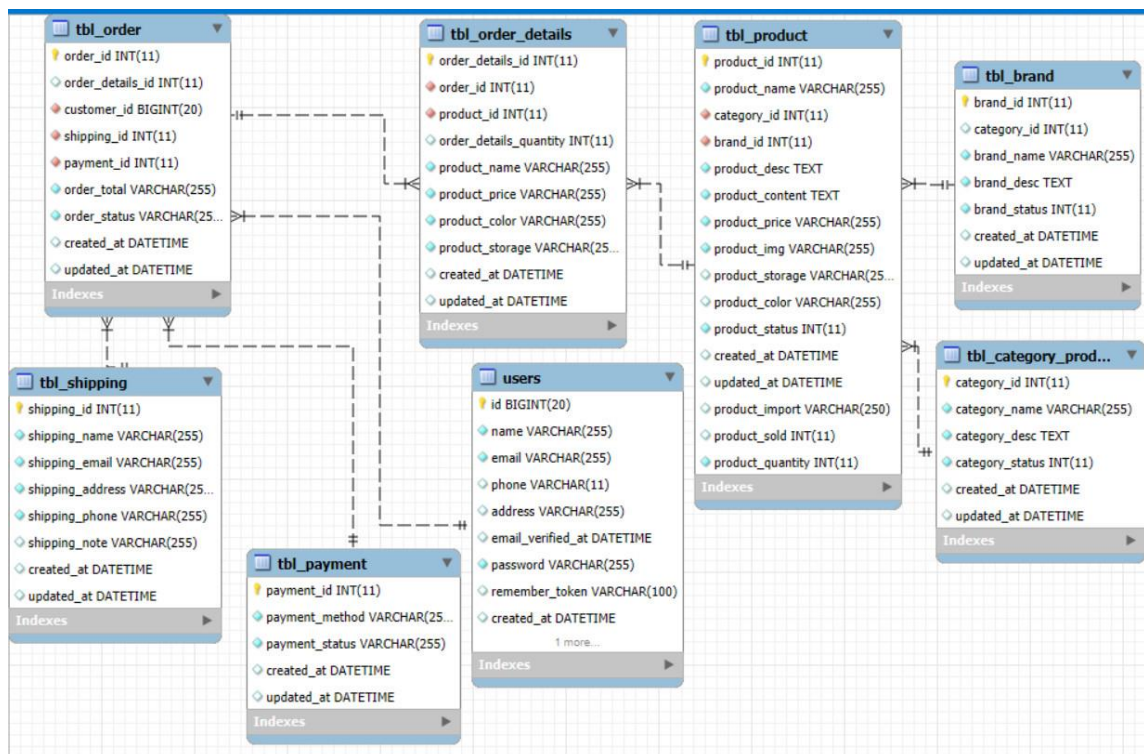 tbl_order
order_id INT(11)
order_details_id INT(11)
customer_id BIGINT(20)
shipping_id INT(11)
payment_id INT(11)
order_total VARCHAR(255)
order_status VARCHAR(25...
created_at DATETIME
updated_at DATETIME
Indexes
tbl_order_details
order_details_id INT(11)
order_id INT(11)
product_id INT(11)
order_details_quantity INT(11)
product_name VARCHAR(255)
product_price VARCHAR(255)
product_color VARCHAR(255)
product_storage VARCHAR(25...
created_at DATETIME
updated_at DATETIME
Indexes
tbl_product
product_id INT(11)
product_name VARCHAR(255)
category_id INT(11)
brand_id INT(11)
product_desc TEXT
product_content TEXT
product_price VARCHAR(255)
product_img VARCHAR(255)
product_storage VARCHAR(25...
product_color VARCHAR(255)
product_status INT(11)
created_at DATETIME
updated_at DATETIME
product_import VARCHAR(250)
product_sold INT(11)
product_quantity INT(11)
Indexes
tbl_brand
brand_id INT(11)
category_id INT(11)
brand_name VARCHAR(255)
brand_desc TEXT
brand_status INT(11)
created_at DATETIME
updated_at DATETIME
Indexes
tbl_category_prod...
category_id INT(11)
category_name VARCHAR(255)
category_desc TEXT
category_status INT(11)
created_at DATETIME
updated_at DATETIME
Indexes
tbl_shipping
shipping_id INT(11)
shipping_name VARCHAR(255)
shipping_email VARCHAR(255)
shipping_address VARCHAR(25...
shipping_phone VARCHAR(255)
shipping_note VARCHAR(255)
created_at DATETIME
updated_at DATETIME
Indexes
tbl_payment
payment_id INT(11)
payment_method VARCHAR(25...
payment_status VARCHAR(255)
created_at DATETIME
updated_at DATETIME
Indexes
users
id BIGINT(20)
name VARCHAR(255)
email VARCHAR(255)
phone VARCHAR(11)
address VARCHAR(255)
email_verified_at DATETIME
password VARCHAR(255)
remember_token VARCHAR(100)
created_at DATETIME
1 more...
Indexes